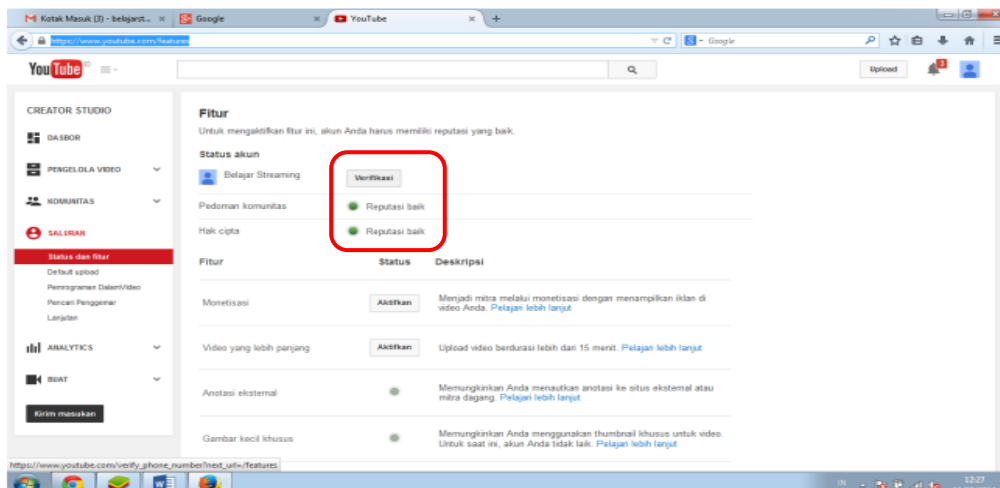 Kotak Masuk (3) - belajarst...
Google
YouTube
https://www.youtube.com/features
Google
YouTube ID
Upload
3
CREATOR STUDIO
DASBOR
PENGELOLA VIDEO
KOMUNITAS
SALURAN
Status dan fitur
Default upload
Pemrograman DalamVideo
Pencari Penggemar
Lanjutan
ANALYTICS
BUAT
Kirim masukan
Fitur
Untuk mengaktifkan fitur ini, akun Anda harus memiliki reputasi yang baik.
Status akun
Belajar Streaming
Verifikasi
Pedoman komunitas
Reputasi baik
Hak cipta
Reputasi baik
Fitur Status Deskripsi
Monetisasi
Aktifkan
Menjadi mitra melalui monetisasi dengan menampilkan iklan di
video Anda. Pelajari lebih lanjut
Video yang lebih panjang
Aktifkan
Upload video berdurasi lebih dari 15 menit. Pelajari lebih lanjut
Anotasi eksternal
Memungkinkan Anda menautkan anotasi ke situs eksternal atau
mitra dagang. Pelajari lebih lanjut
Gambar kecil khusus
Memungkinkan Anda menggunakan thumbnail khusus untuk video.
Untuk saat ini, akun Anda tidak laik. Pelajari lebih lanjut
https://www.youtube.com/verify_phone_number?next_url=/features
IN
12:27